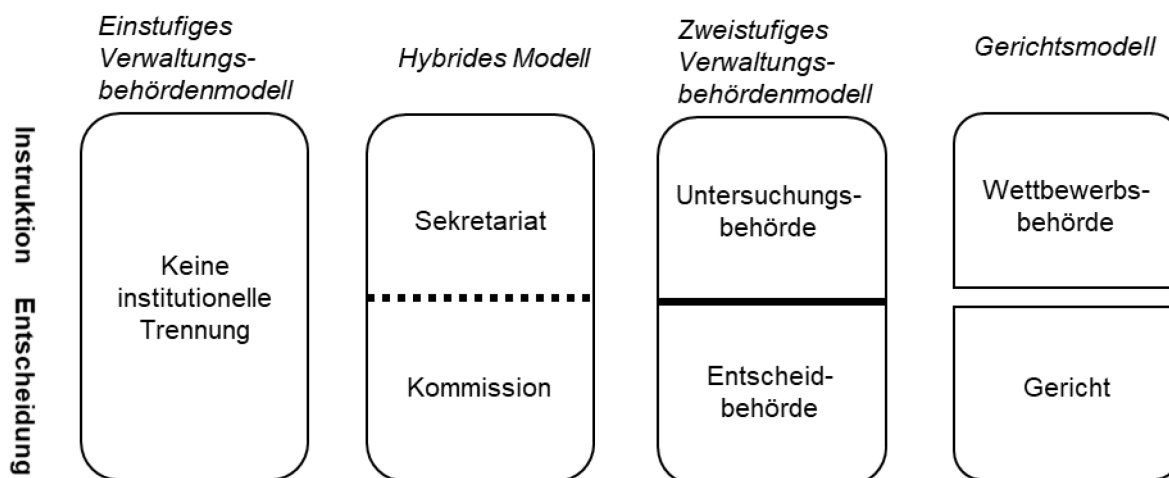 Einstufiges
Verwaltungs-
behördenmodell
Hybrides Modell
Zweistufiges
Verwaltungs-
behördenmodell
Gerichtsmodell
Instruktion
Entscheidung
Keine
institutionelle
Trennung
Sekretariat
Kommission
Untersuchungs-
behörde
Entscheid-
behörde
Wettbewerbs-
behörde
Gericht